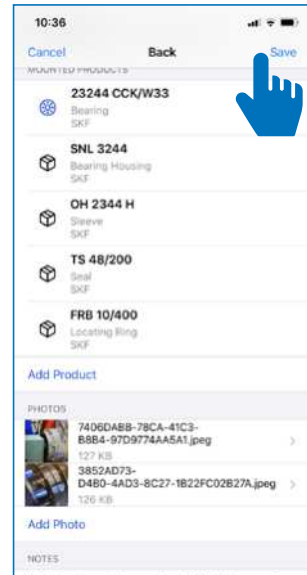 10:36
Cancel Back Save
MOUNTED PRODUCTS
23244 CCK/W33
Bearing
SKF
SNL 3244
Bearing Housing
SKF
OH 2344 H
Sleeve
SKF
TS 48/200
Seal
SKF
FRB 10/400
Locating Ring
SKF
Add Product
PHOTOS
7406DABB-78CA-41C3-
B8B4-97D9774AA5A1.jpeg
127 KB
3852AD73-
D4B0-4AD3-8C27-1B22FC02B27A.jpeg
126 KB
Add Photo
NOTES